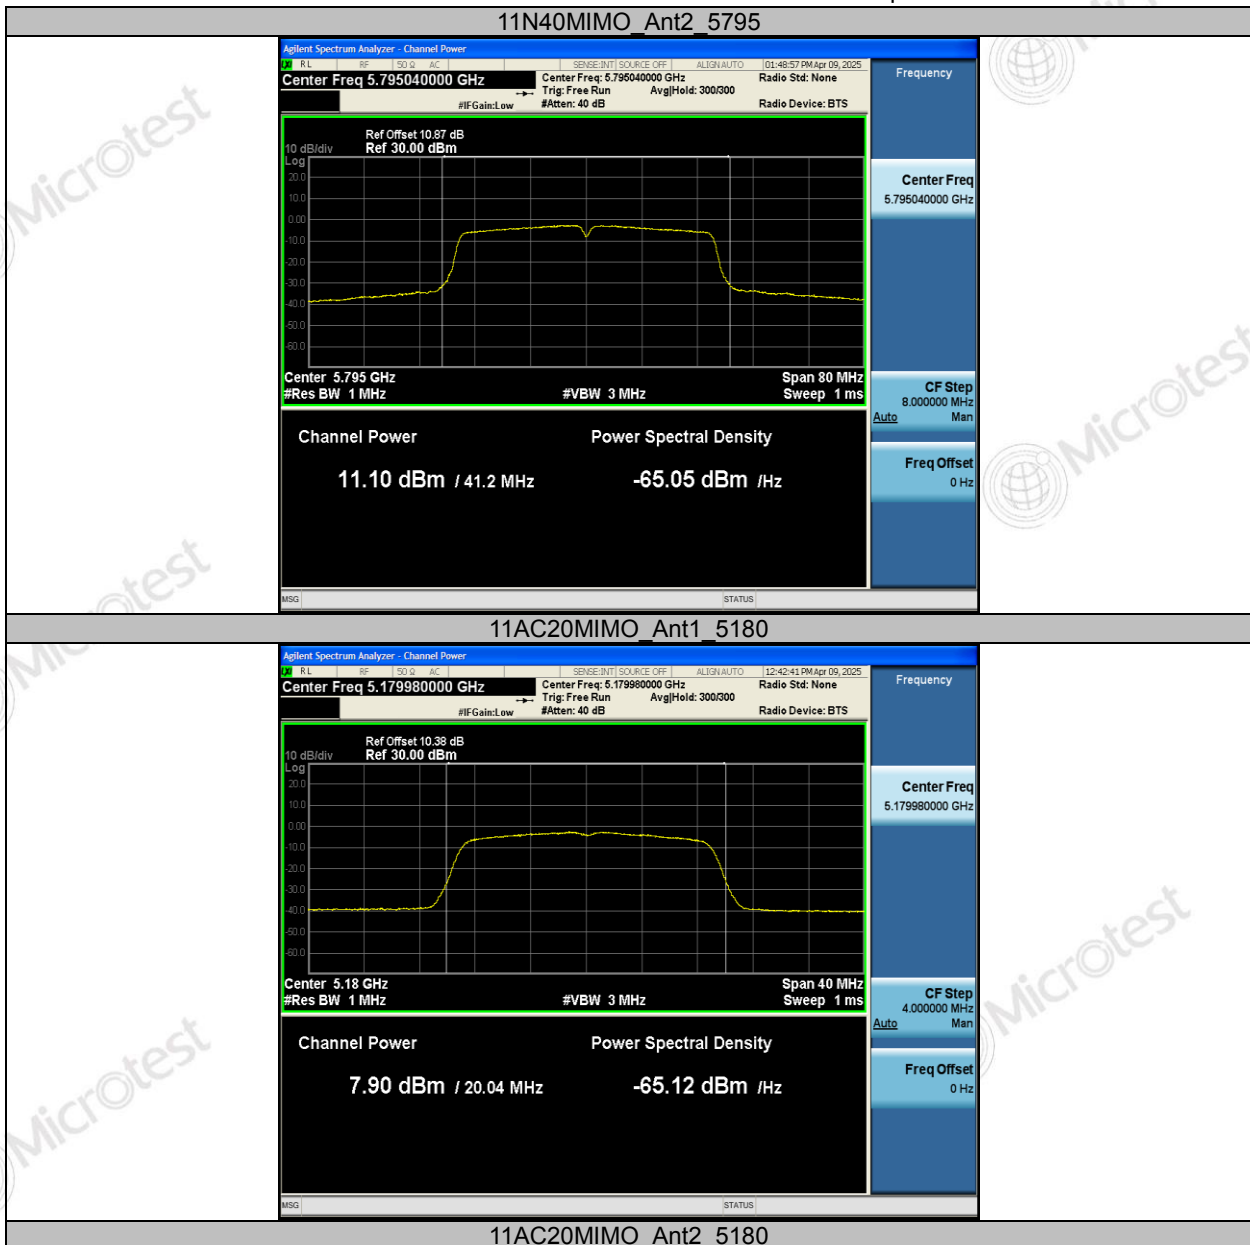 11N40MIMO_Ant2_5795
Agilent Spectrum Analyzer - Channel Power
LXI RL RF 50 Ω AC SENSE:INT SOURCE OFF ALIGN AUTO 01:48:57 PM Apr 09, 2025
Center Freq 5.795040000 GHz
Center Freq: 5.795040000 GHz Radio Std: None
Trig: Free Run Avg|Hold: 300/300
#IFGain:Low #Atten: 40 dB Radio Device: BTS
Frequency
Ref Offset 10.87 dB
10 dB/div Ref 30.00 dBm
Log
20.0
10.0
0.00
-10.0
-20.0
-30.0
-40.0
-50.0
-60.0
Center Freq
5.795040000 GHz
Center 5.795 GHz Span 80 MHz
#Res BW 1 MHz #VBW 3 MHz Sweep 1 ms
CF Step
8.000000 MHz
Auto Man
Channel Power Power Spectral Density
11.10 dBm / 41.2 MHz -65.05 dBm /Hz
Freq Offset
0 Hz
MSG STATUS
11AC20MIMO_Ant1_5180
Agilent Spectrum Analyzer - Channel Power
LXI RL RF 50 Ω AC SENSE:INT SOURCE OFF ALIGN AUTO 12:42:41 PM Apr 09, 2025
Center Freq 5.179980000 GHz
Center Freq: 5.179980000 GHz Radio Std: None
Trig: Free Run Avg|Hold: 300/300
#IFGain:Low #Atten: 40 dB Radio Device: BTS
Frequency
Ref Offset 10.38 dB
10 dB/div Ref 30.00 dBm
Log
20.0
10.0
0.00
-10.0
-20.0
-30.0
-40.0
-50.0
-60.0
Center Freq
5.179980000 GHz
Center 5.18 GHz Span 40 MHz
#Res BW 1 MHz #VBW 3 MHz Sweep 1 ms
CF Step
4.000000 MHz
Auto Man
Channel Power Power Spectral Density
7.90 dBm / 20.04 MHz -65.12 dBm /Hz
Freq Offset
0 Hz
MSG STATUS
11AC20MIMO_Ant2_5180
Microtest
Microtest
Microtest
Microtest